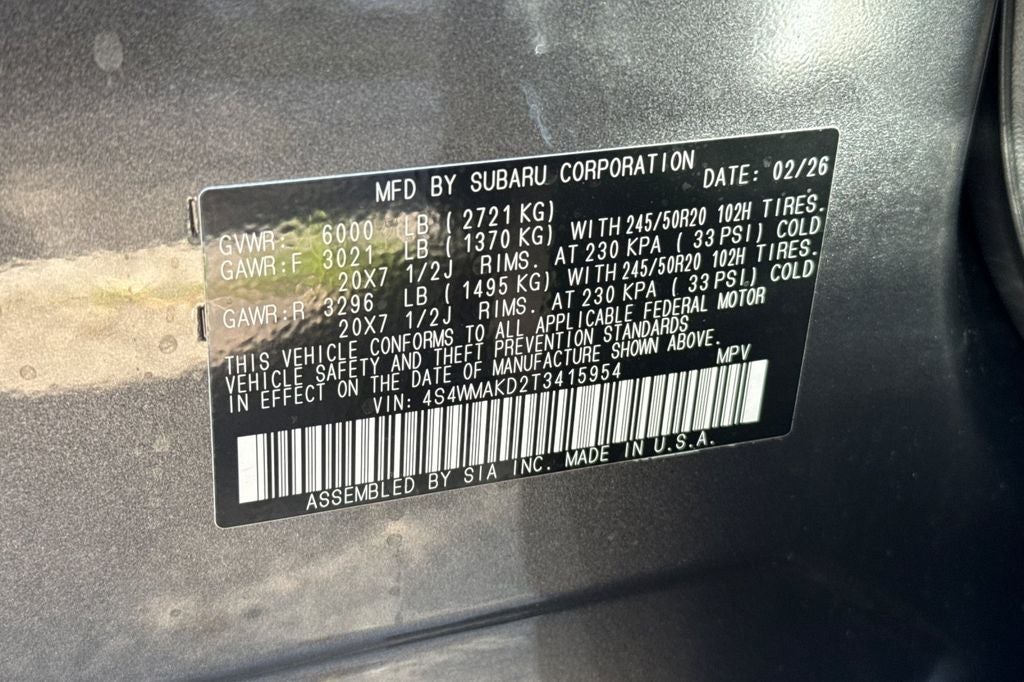 MFD BY SUBARU CORPORATION DATE: 02/26
GVWR: 6000 LB ( 2721 KG)
GAWR:F 3021 LB ( 1370 KG) WITH 245/50R20 102H TIRES.
20X7 1/2J RIMS. AT 230 KPA ( 33PSI) COLD
GAWR:R 3296 LB ( 1495 KG) WITH 245/50R20 102H TIRES.
20X7 1/2J RIMS. AT 230 KPA ( 33PSI) COLD
THIS VEHICLE CONFORMS TO ALL APPLICABLE FEDERAL MOTOR
VEHICLE SAFETY AND THEFT PREVENTION STANDARDS
IN EFFECT ON THE DATE OF MANUFACTURE SHOWN ABOVE.
VIN: 4S4WMAKD2T3415954 MPV
ASSEMBLED BY SIA INC. MADE IN U.S.A.